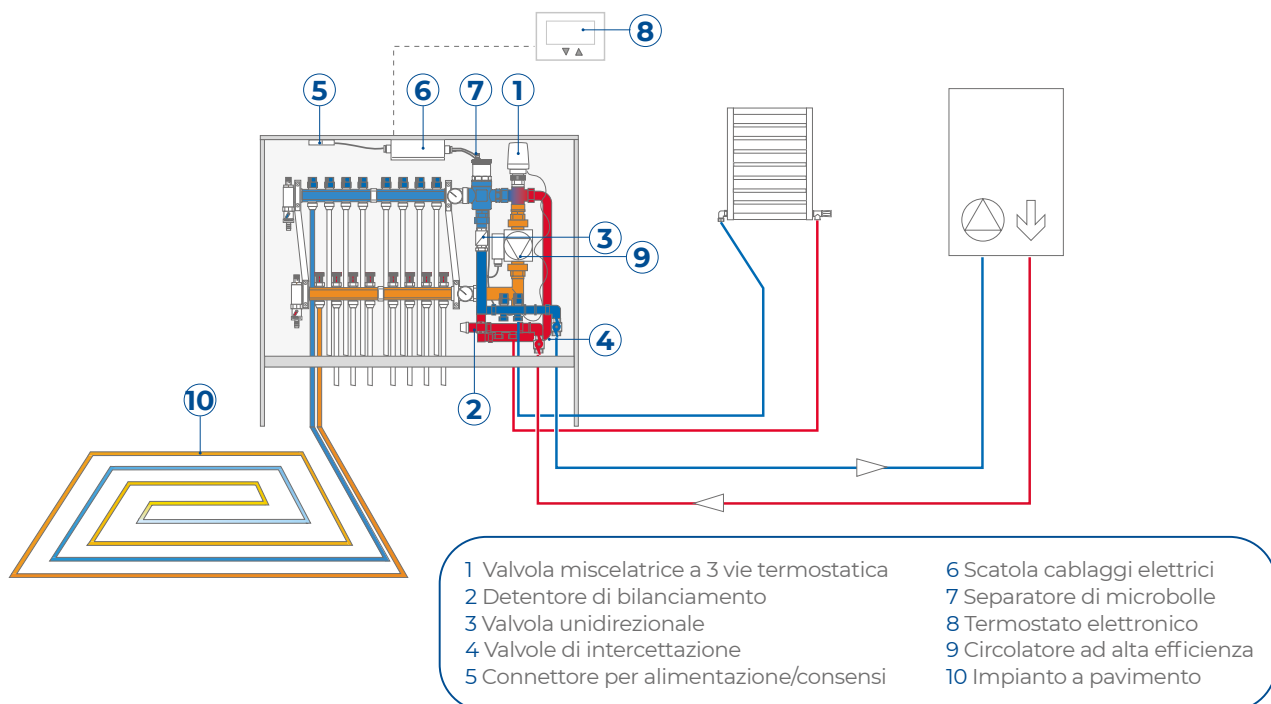 8
5
6
7
1
3
9
4
2
10
1 Valvola miscelatrice a 3 vie termostatica
2 Detentore di bilanciamento
3 Valvola unidirezionale
4 Valvole di intercettazione
5 Connettore per alimentazione/consensi
6 Scatola cablaggi elettrici
7 Separatore di microbolle
8 Termostato elettronico
9 Circolatore ad alta efficienza
10 Impianto a pavimento